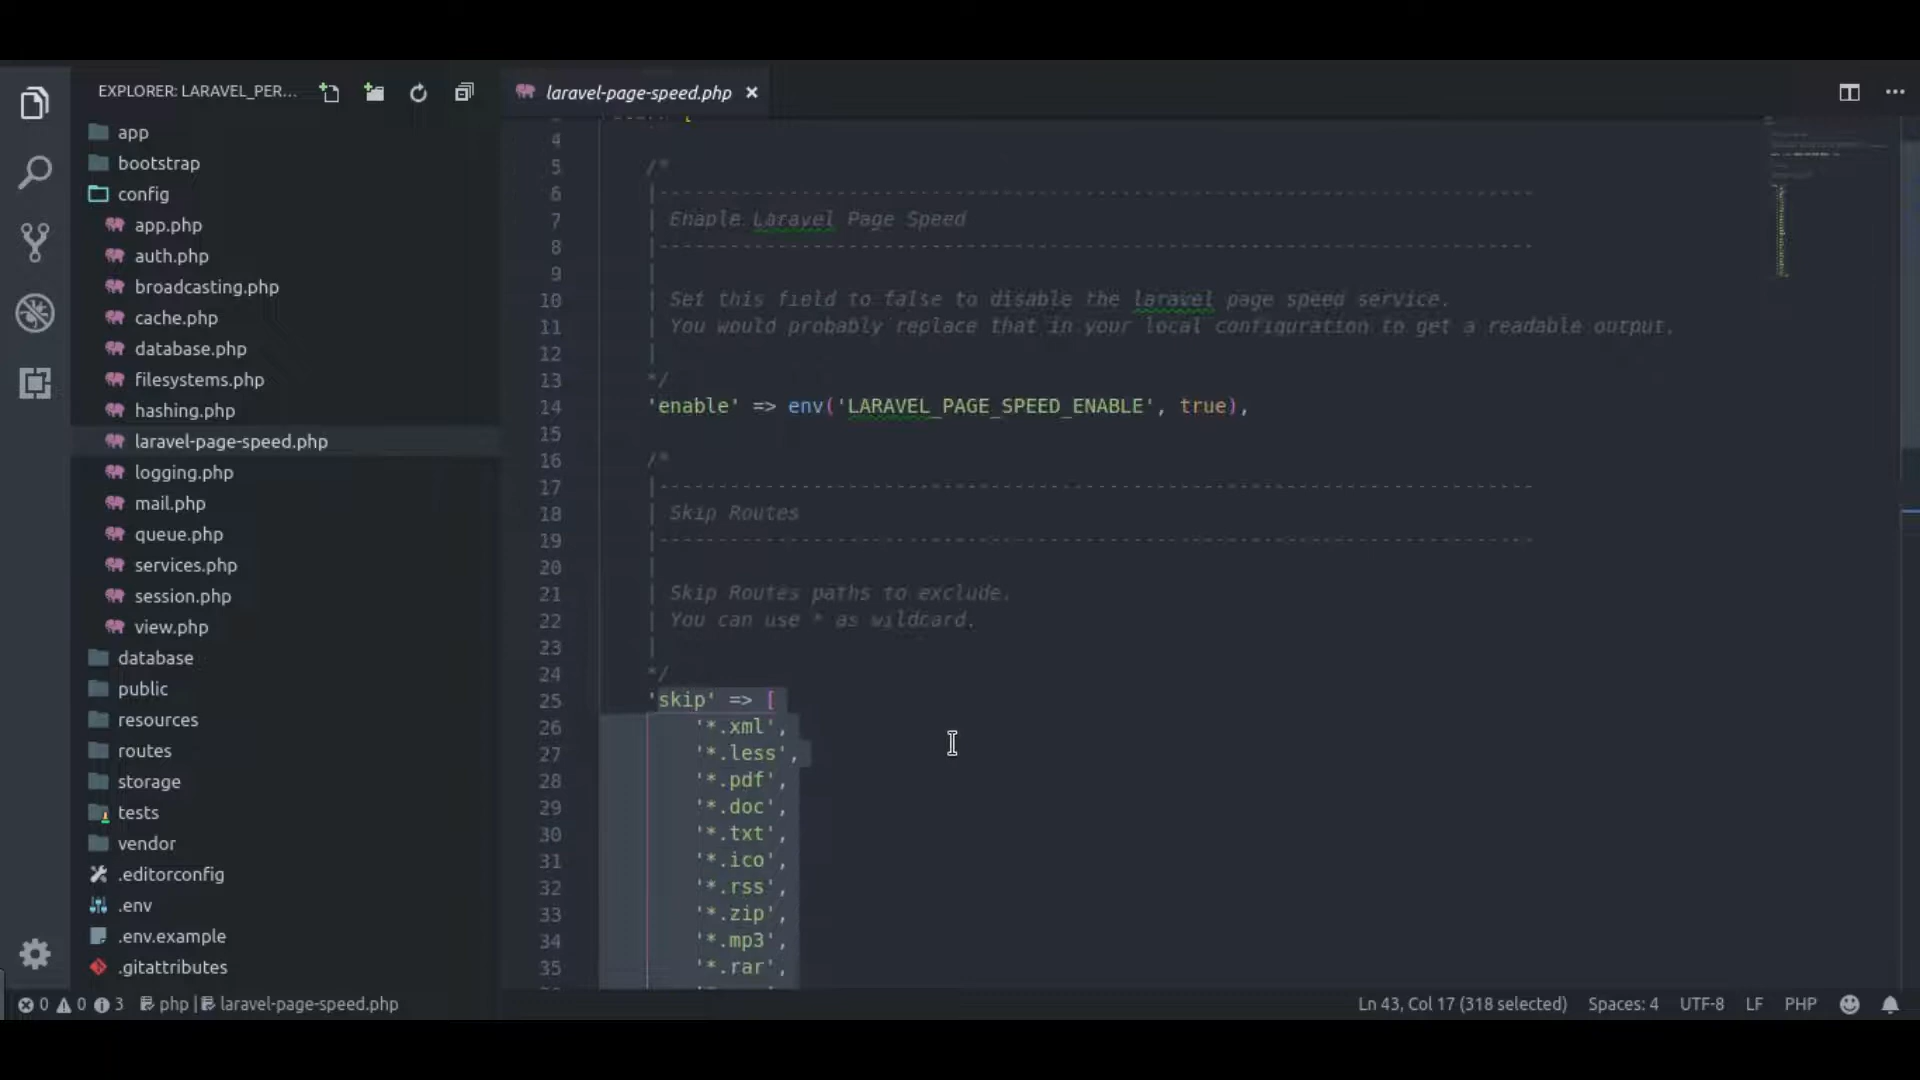 EXPLORER: LARAVEL_PER...
app
bootstrap
config
app.php
auth.php
broadcasting.php
cache.php
database.php
filesystems.php
hashing.php
laravel-page-speed.php
logging.php
mail.php
queue.php
services.php
session.php
view.php
database
public
resources
routes
storage
tests
vendor
.editorconfig
.env
.env.example
.gitattributes
laravel-page-speed.php ×
4
5 /*
6 |--------------------------------------------------------------------------
7 | Enable Laravel Page Speed
8 |--------------------------------------------------------------------------
9 |
10 | Set this field to false to disable the laravel page speed service.
11 | You would probably replace that in your local configuration to get a readable output.
12 |
13 */
14 'enable' => env('LARAVEL_PAGE_SPEED_ENABLE', true),
15
16 /*
17 |--------------------------------------------------------------------------
18 | Skip Routes
19 |--------------------------------------------------------------------------
20 |
21 | Skip Routes paths to exclude.
22 | You can use * as wildcard.
23 |
24 */
25 'skip' => [
26 '*.xml',
27 '*.less',
28 '*.pdf',
29 '*.doc',
30 '*.txt',
31 '*.ico',
32 '*.rss',
33 '*.zip',
34 '*.mp3',
35 '*.rar',
0 0 3 php | laravel-page-speed.php Ln 43, Col 17 (318 selected) Spaces: 4 UTF-8 LF PHP